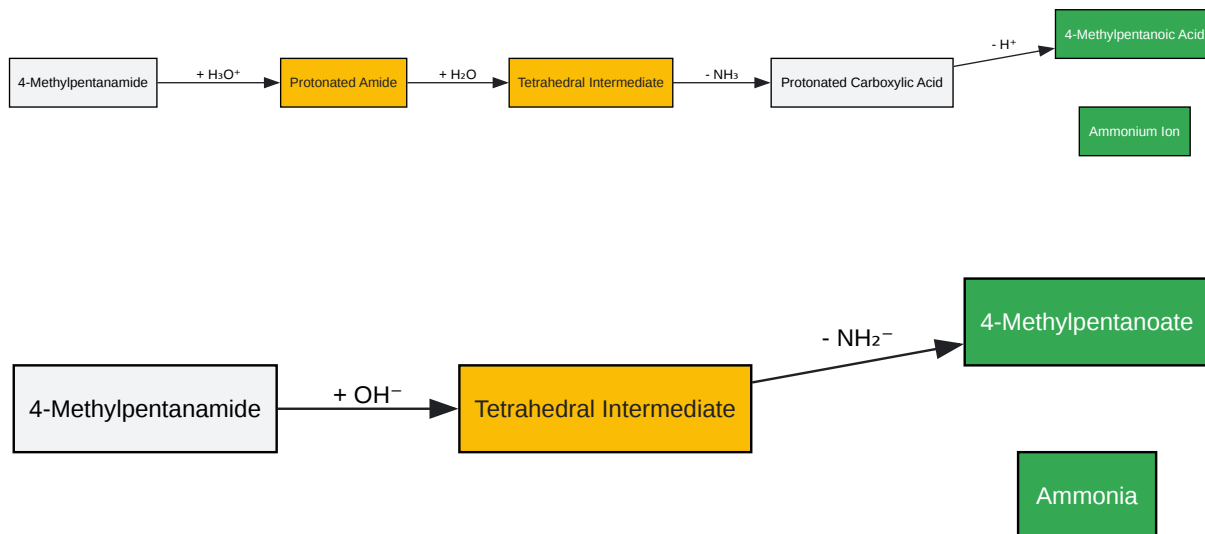 4-Methylpentanamide
+ H₃O⁺
Protonated Amide
+ H₂O
Tetrahedral Intermediate
- NH₃
Protonated Carboxylic Acid
- H⁺
4-Methylpentanoic Acid
Ammonium Ion
4-Methylpentanamide
+ OH⁻
Tetrahedral Intermediate
- NH₂⁻
4-Methylpentanoate
Ammonia